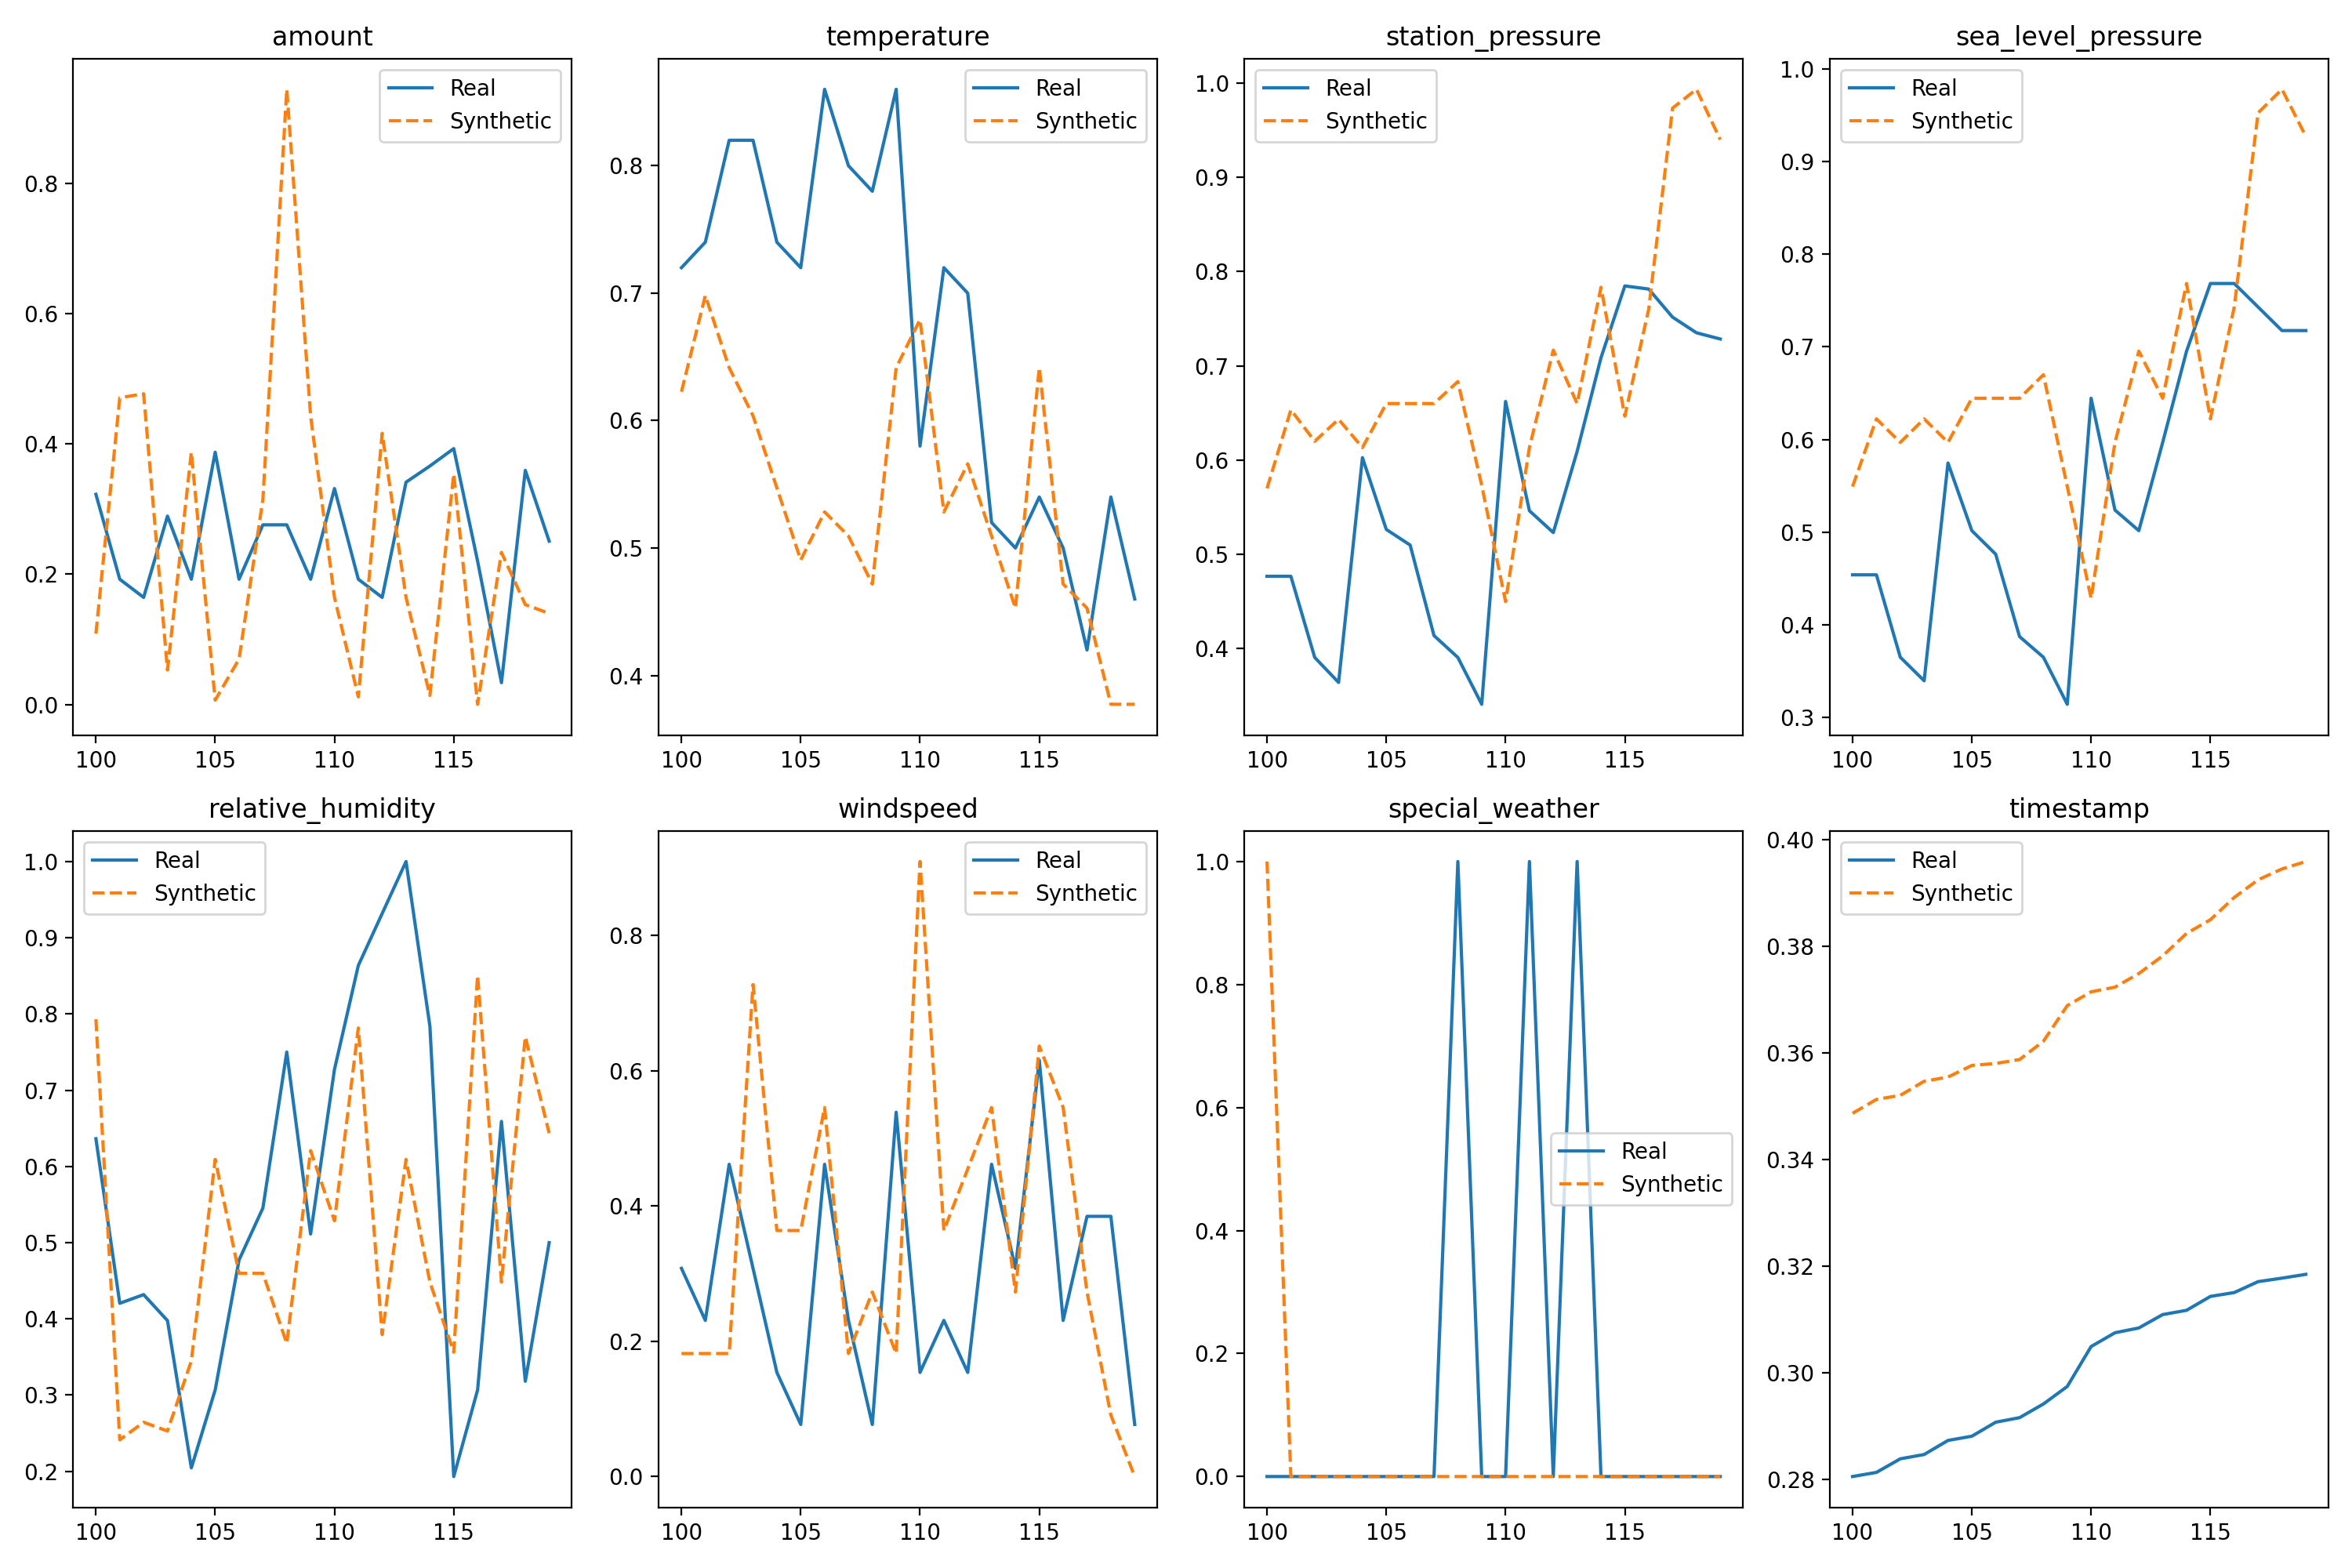 amount
Real
Synthetic
0.8
0.6
0.4
0.2
0.0
100 105 110 115
temperature
Real
Synthetic
0.8
0.7
0.6
0.5
0.4
100 105 110 115
station_pressure
Real
Synthetic
1.0
0.9
0.8
0.7
0.6
0.5
0.4
100 105 110 115
sea_level_pressure
Real
Synthetic
1.0
0.9
0.8
0.7
0.6
0.5
0.4
0.3
100 105 110 115
relative_humidity
Real
Synthetic
1.0
0.9
0.8
0.7
0.6
0.5
0.4
0.3
0.2
100 105 110 115
windspeed
Real
Synthetic
0.8
0.6
0.4
0.2
0.0
100 105 110 115
special_weather
Real
Synthetic
1.0
0.8
0.6
0.4
0.2
0.0
100 105 110 115
timestamp
Real
Synthetic
0.40
0.38
0.36
0.34
0.32
0.30
0.28
100 105 110 115